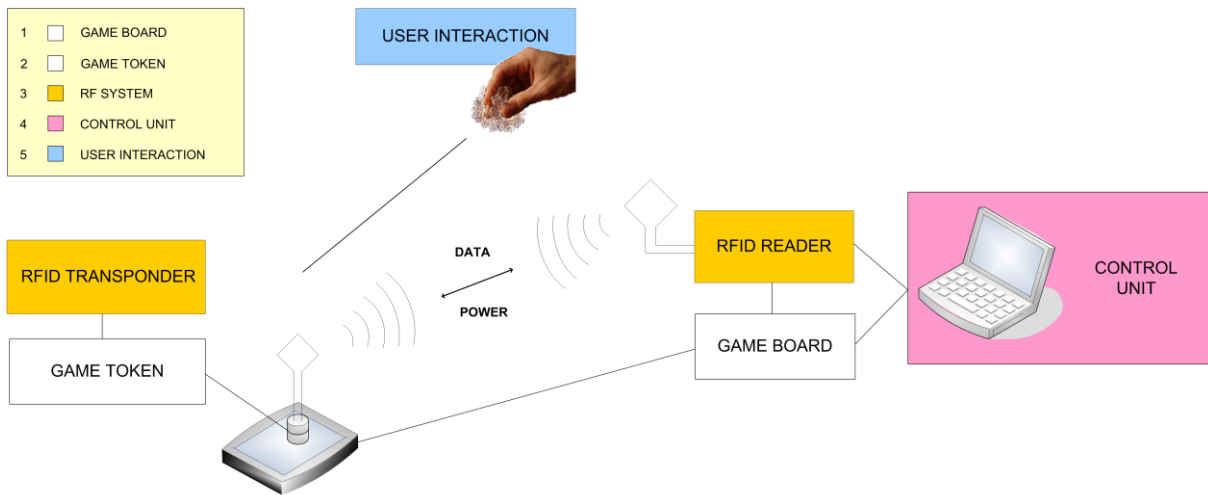 1 GAME BOARD
2 GAME TOKEN
3 RF SYSTEM
4 CONTROL UNIT
5 USER INTERACTION
USER INTERACTION
RFID TRANSPONDER
GAME TOKEN
DATA
POWER
RFID READER
GAME BOARD
CONTROL
UNIT